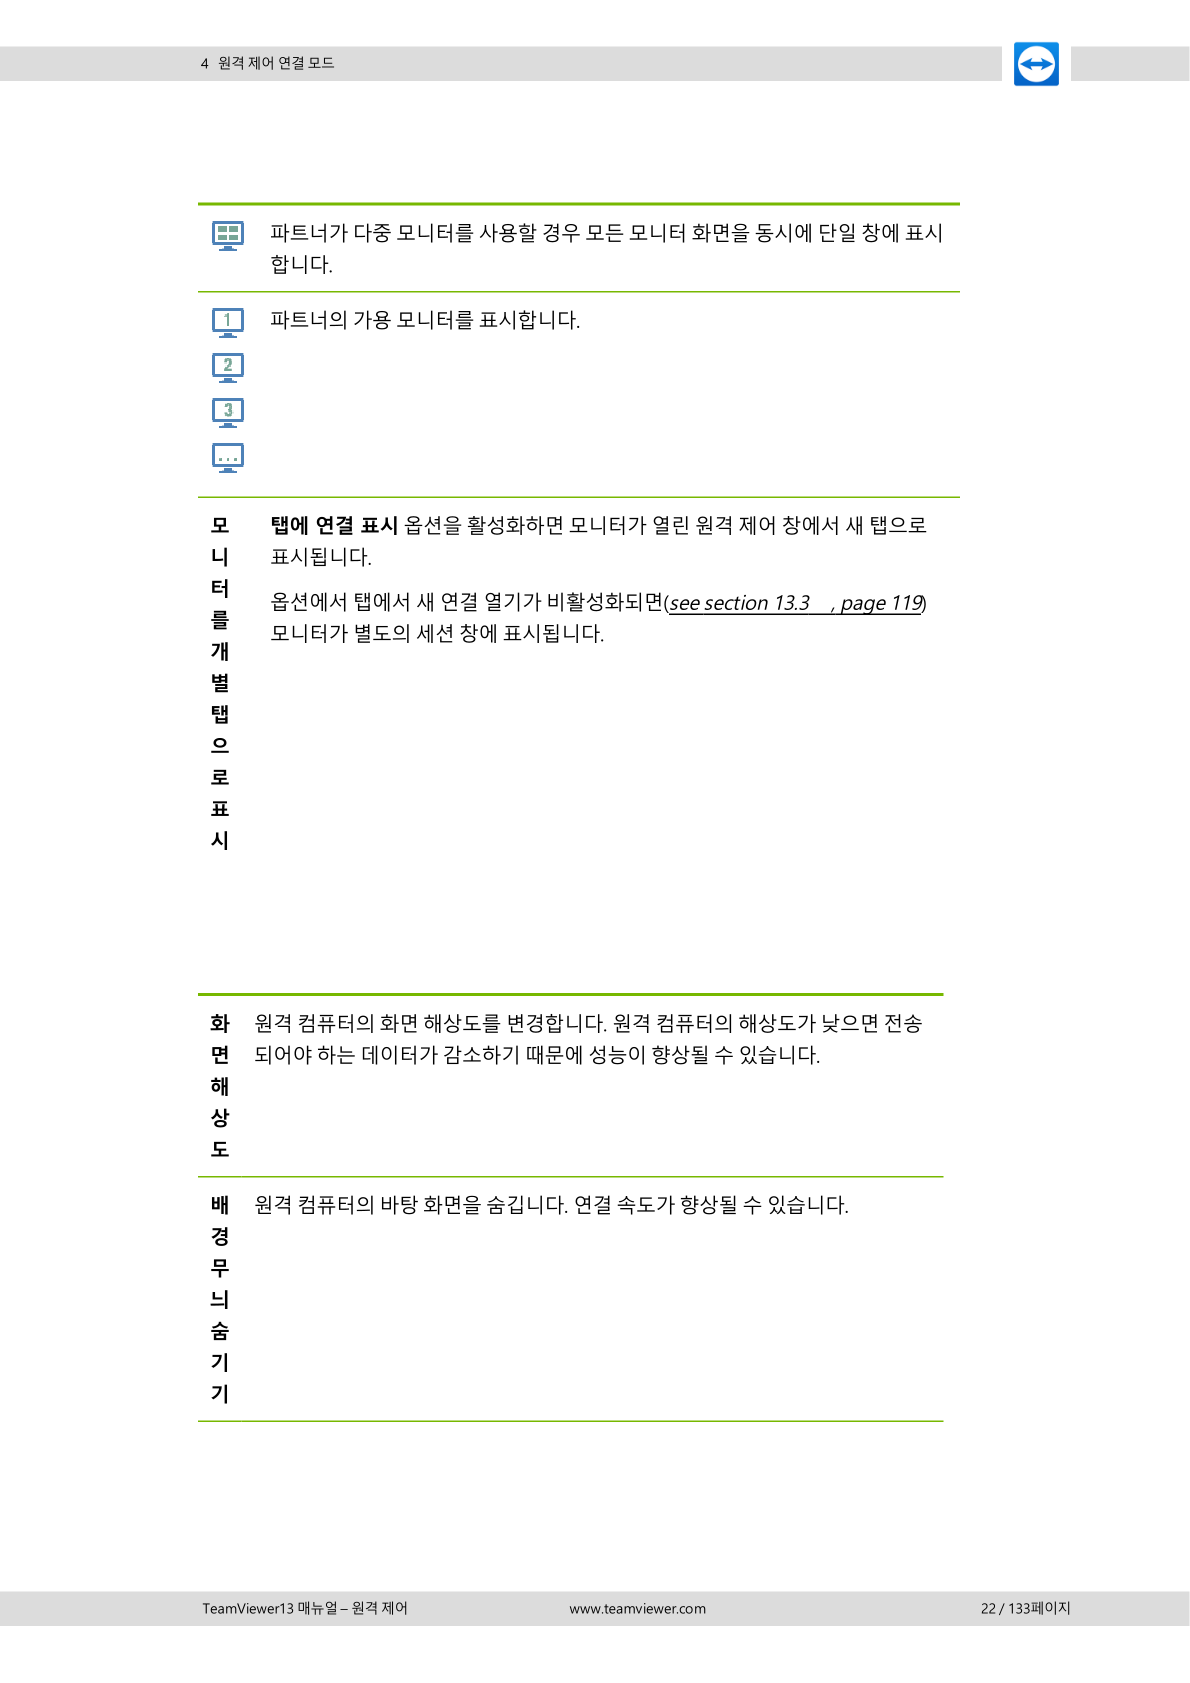 4 원격 제어 연결 모드
파트너가 다중 모니터를 사용할 경우 모든 모니터 화면을 동시에 단일 창에 표시
합니다.
1 파트너의 가용 모니터를 표시합니다.
2
3
...
모 탭에 연결 표시 옵션을 활성화하면 모니터가 열린 원격 제어 창에서 새 탭으로
니 표시됩니다.
터 옵션에서 탭에서 새 연결 열기가 비활성화되면(see section 13.3 , page 119)
를 모니터가 별도의 세션 창에 표시됩니다.
개
별
탭
으
로
표
시
화 원격 컴퓨터의 화면 해상도를 변경합니다. 원격 컴퓨터의 해상도가 낮으면 전송
면 되어야 하는 데이터가 감소하기 때문에 성능이 향상될 수 있습니다.
해
상
도
배 원격 컴퓨터의 바탕 화면을 숨깁니다. 연결 속도가 향상될 수 있습니다.
경
무
늬
숨
기
기
TeamViewer13 매뉴얼 – 원격 제어 www.teamviewer.com 22 / 133페이지